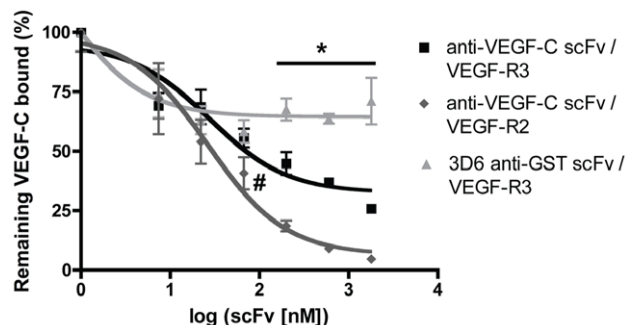 Remaining VEGF-C bound (%)
100
75
50
25
0
*
#
0
1
2
3
4
log (scFv [nM])
anti-VEGF-C scFv /
VEGF-R3
anti-VEGF-C scFv /
VEGF-R2
3D6 anti-GST scFv /
VEGF-R3